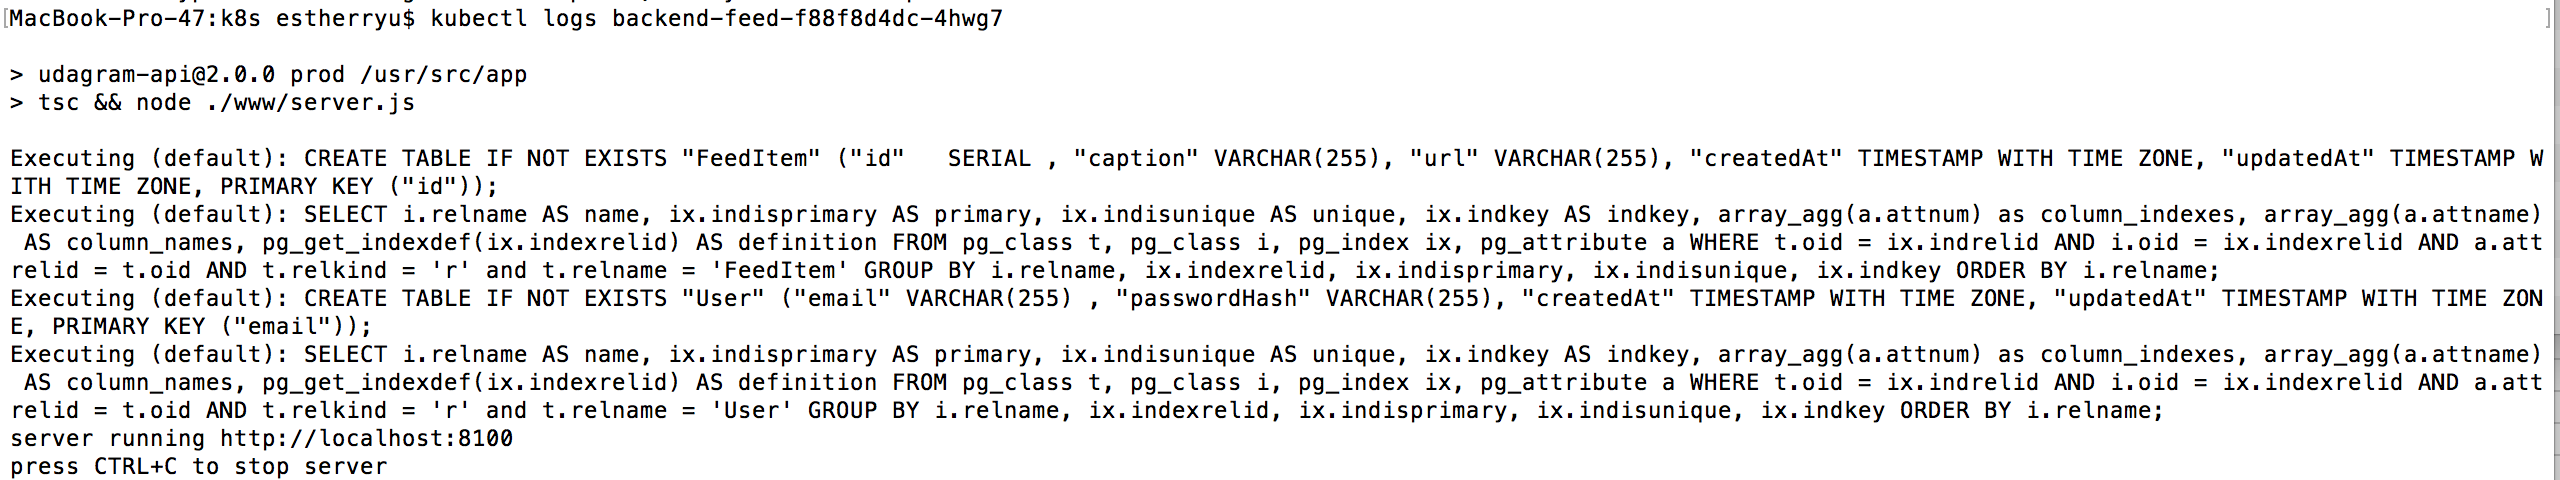 [MacBook-Pro-47:k8s estherryu$ kubectl logs backend-feed-f88f8d4dc-4hwg7 ]
> udagram-api@2.0.0 prod /usr/src/app
> tsc && node ./www/server.js
Executing (default): CREATE TABLE IF NOT EXISTS "FeedItem" ("id"   SERIAL , "caption" VARCHAR(255), "url" VARCHAR(255), "createdAt" TIMESTAMP WITH TIME ZONE, "updatedAt" TIMESTAMP W
ITH TIME ZONE, PRIMARY KEY ("id"));
Executing (default): SELECT i.relname AS name, ix.indisprimary AS primary, ix.indisunique AS unique, ix.indkey AS indkey, array_agg(a.attnum) as column_indexes, array_agg(a.attname)
 AS column_names, pg_get_indexdef(ix.indexrelid) AS definition FROM pg_class t, pg_class i, pg_index ix, pg_attribute a WHERE t.oid = ix.indrelid AND i.oid = ix.indexrelid AND a.att
relid = t.oid AND t.relkind = 'r' and t.relname = 'FeedItem' GROUP BY i.relname, ix.indexrelid, ix.indisprimary, ix.indisunique, ix.indkey ORDER BY i.relname;
Executing (default): CREATE TABLE IF NOT EXISTS "User" ("email" VARCHAR(255) , "passwordHash" VARCHAR(255), "createdAt" TIMESTAMP WITH TIME ZONE, "updatedAt" TIMESTAMP WITH TIME ZON
E, PRIMARY KEY ("email"));
Executing (default): SELECT i.relname AS name, ix.indisprimary AS primary, ix.indisunique AS unique, ix.indkey AS indkey, array_agg(a.attnum) as column_indexes, array_agg(a.attname)
 AS column_names, pg_get_indexdef(ix.indexrelid) AS definition FROM pg_class t, pg_class i, pg_index ix, pg_attribute a WHERE t.oid = ix.indrelid AND i.oid = ix.indexrelid AND a.att
relid = t.oid AND t.relkind = 'r' and t.relname = 'User' GROUP BY i.relname, ix.indexrelid, ix.indisprimary, ix.indisunique, ix.indkey ORDER BY i.relname;
server running http://localhost:8100
press CTRL+C to stop server